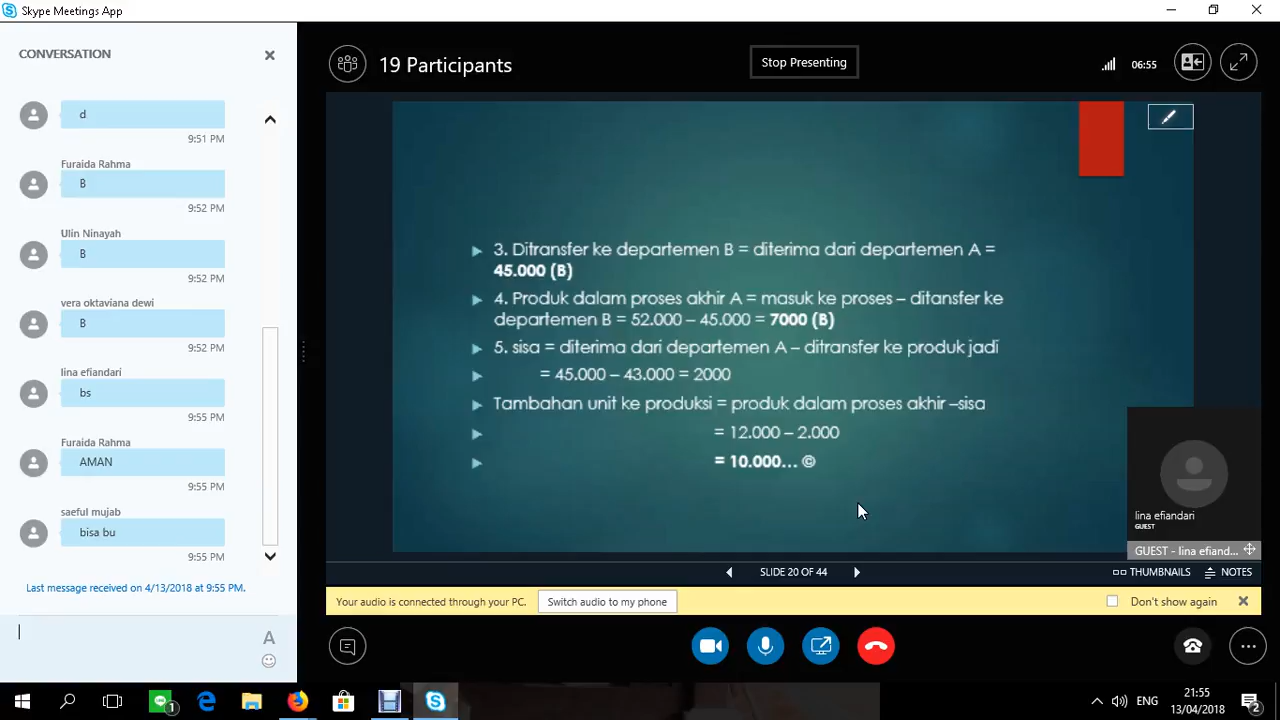 Skype Meetings App
CONVERSATION
d
9:51 PM
Furaida Rahma
B
9:52 PM
Ulin Ninayah
B
9:52 PM
vera oktaviana dewi
B
9:52 PM
lina efiandari
bs
9:55 PM
Furaida Rahma
AMAN
9:55 PM
saeful mujab
bisa bu
9:55 PM
Last message received on 4/13/2018 at 9:55 PM.
A
19 Participants
Stop Presenting
06:55
3. Ditransfer ke departemen B = diterima dari departemen A =
45.000 (B)
4. Produk dalam proses akhir A = masuk ke proses – ditansfer ke
departemen B = 52.000 – 45.000 = 7000 (B)
5. sisa = diterima dari departemen A – ditransfer ke produk jadi
= 45.000 – 43.000 = 2000
Tambahan unit ke produksi = produk dalam proses akhir –sisa
= 12.000 – 2.000
= 10.000... ©
lina efiandari
GUEST
GUEST - lina efiand...
SLIDE 20 OF 44
THUMBNAILS
NOTES
Your audio is connected through your PC.
Switch audio to my phone
Don't show again
1
ENG
21:55
13/04/2018
2